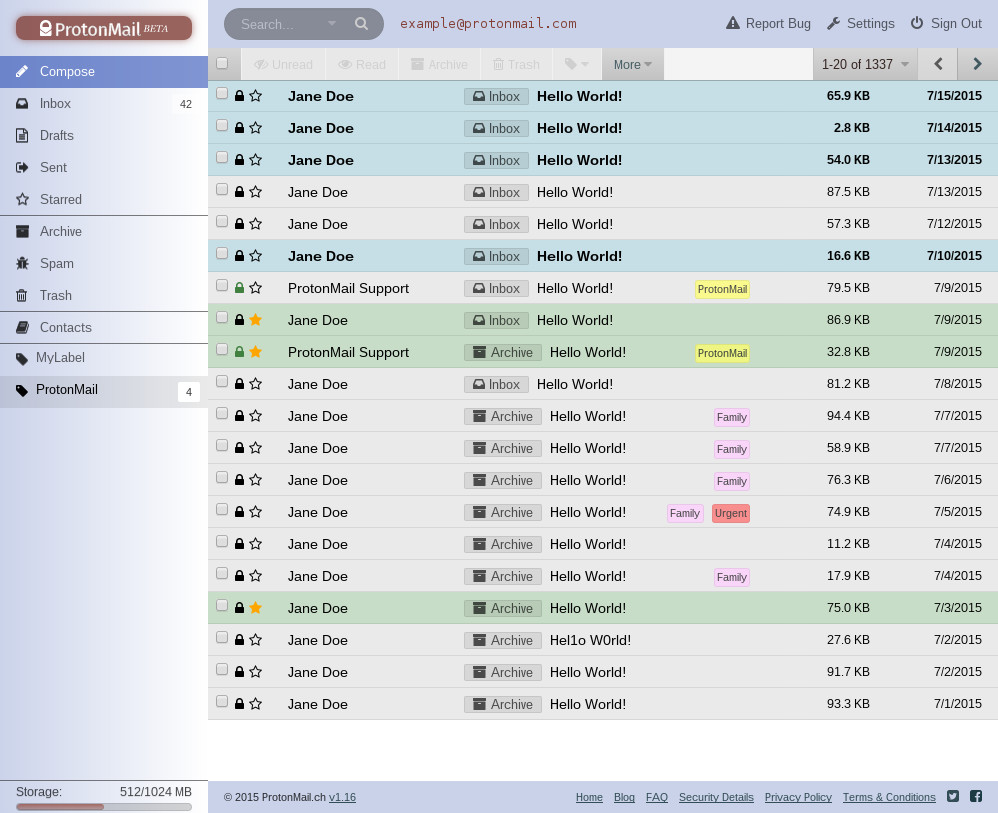 ProtonMail BETA
Search...
example@protonmail.com
Report Bug Settings Sign Out
Compose
Inbox 42
Drafts
Sent
Starred
Archive
Spam
Trash
Contacts
MyLabel
ProtonMail 4
Storage: 512/1024 MB
Unread Read Archive Trash More 1-20 of 1337
Jane Doe Inbox Hello World! 65.9 KB 7/15/2015
Jane Doe Inbox Hello World! 2.8 KB 7/14/2015
Jane Doe Inbox Hello World! 54.0 KB 7/13/2015
Jane Doe Inbox Hello World! 87.5 KB 7/13/2015
Jane Doe Inbox Hello World! 57.3 KB 7/12/2015
Jane Doe Inbox Hello World! 16.6 KB 7/10/2015
ProtonMail Support Inbox Hello World! ProtonMail 79.5 KB 7/9/2015
Jane Doe Inbox Hello World! 86.9 KB 7/9/2015
ProtonMail Support Archive Hello World! ProtonMail 32.8 KB 7/9/2015
Jane Doe Inbox Hello World! 81.2 KB 7/8/2015
Jane Doe Archive Hello World! Family 94.4 KB 7/7/2015
Jane Doe Archive Hello World! Family 58.9 KB 7/7/2015
Jane Doe Archive Hello World! Family 76.3 KB 7/6/2015
Jane Doe Archive Hello World! Family Urgent 74.9 KB 7/5/2015
Jane Doe Archive Hello World! 11.2 KB 7/4/2015
Jane Doe Archive Hello World! Family 17.9 KB 7/4/2015
Jane Doe Archive Hello World! 75.0 KB 7/3/2015
Jane Doe Archive Hel1o W0rld! 27.6 KB 7/2/2015
Jane Doe Archive Hello World! 91.7 KB 7/2/2015
Jane Doe Archive Hello World! 93.3 KB 7/1/2015
© 2015 ProtonMail.ch v1.16
Home Blog FAQ Security Details Privacy Policy Terms & Conditions